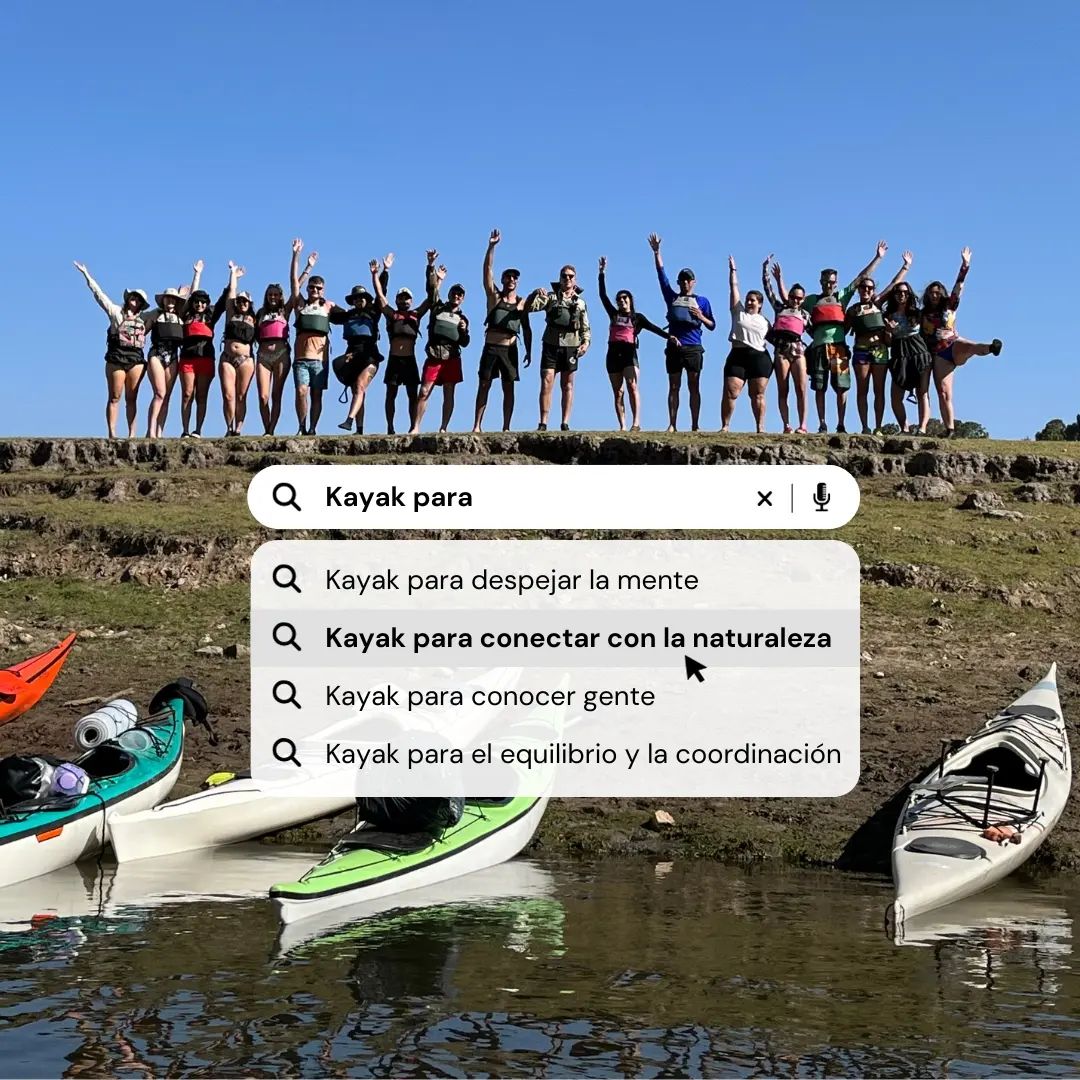 Kayak para
Kayak para despejar la mente
Kayak para conectar con la naturaleza
Kayak para conocer gente
Kayak para el equilibrio y la coordinación